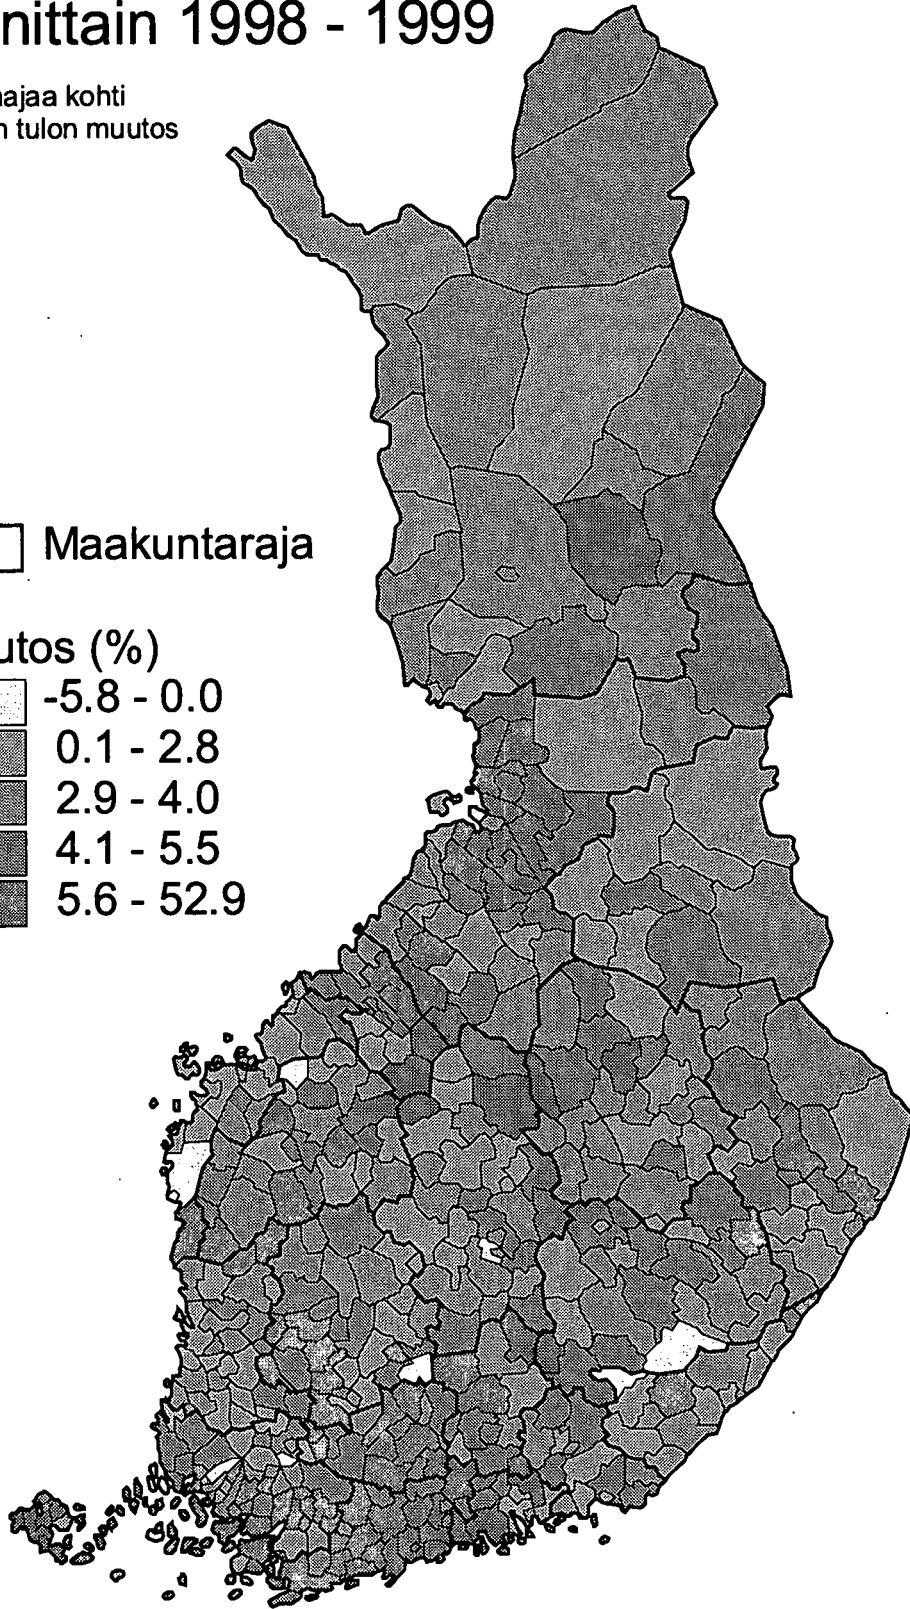 nittain 1998 - 1999
ajaa kohti
n tulon muutos
Maakuntaraja
utos (%)
-5.8 - 0.0
0.1 - 2.8
2.9 - 4.0
4.1 - 5.5
5.6 - 52.9